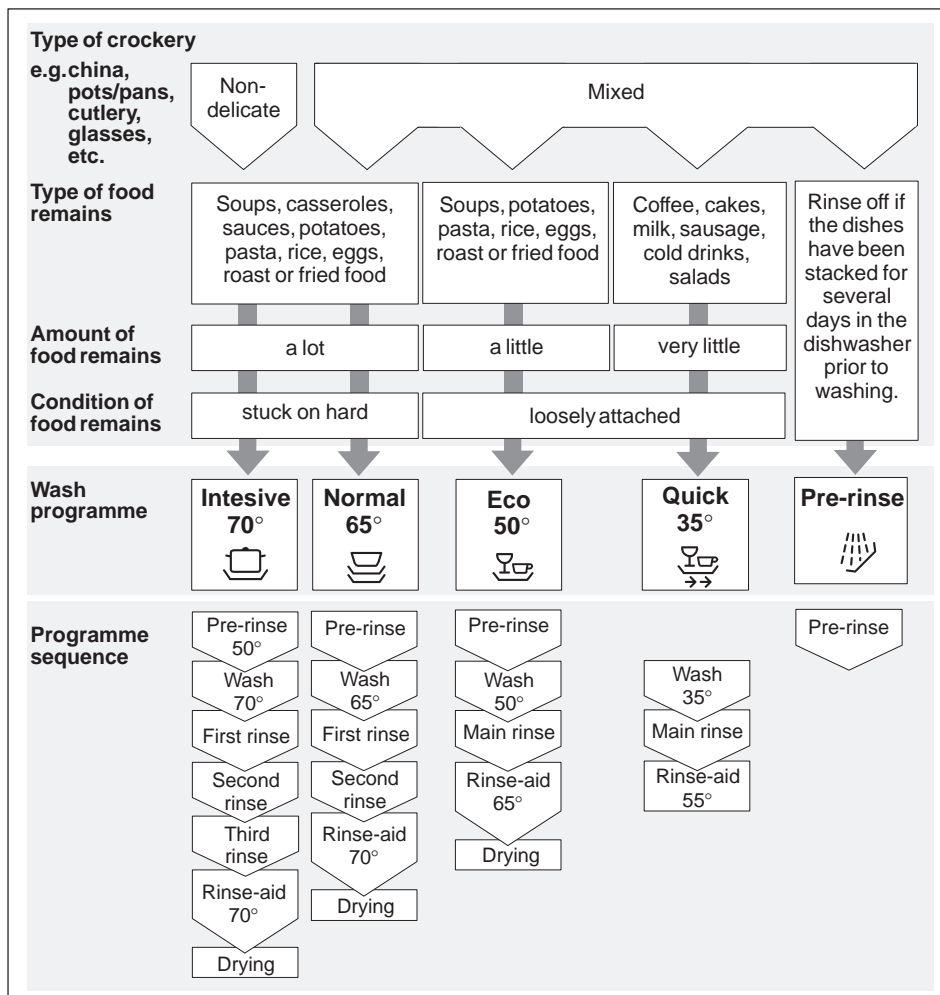 Type of crockery
e.g. china,
pots/pans,
cutlery,
glasses,
etc.
Non-
delicate
Mixed
Type of food
remains
Soups, casseroles,
sauces, potatoes,
pasta, rice, eggs,
roast or fried food
Soups, potatoes,
pasta, rice, eggs,
roast or fried food
Coffee, cakes,
milk, sausage,
cold drinks,
salads
Rinse off if
the dishes
have been
stacked for
several
days in the
dishwasher
prior to
washing.
Amount of
food remains
a lot
a little
very little
Condition of
food remains
stuck on hard
loosely attached
Wash
programme
Intesive
70°
Normal
65°
Eco
50°
Quick
35°
Pre-rinse
Programme
sequence
Pre-rinse
50°
Wash
70°
First rinse
Second
rinse
Third
rinse
Rinse-aid
70°
Drying
Pre-rinse
Wash
65°
First rinse
Second
rinse
Rinse-aid
70°
Drying
Pre-rinse
Wash
50°
Main rinse
Rinse-aid
65°
Drying
Wash
35°
Main rinse
Rinse-aid
55°
Pre-rinse